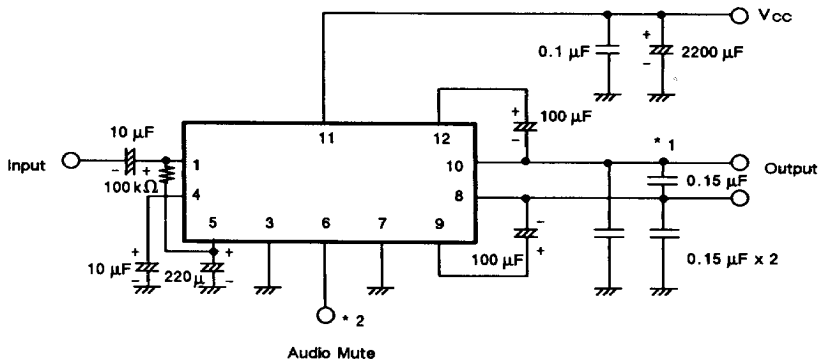 Vcc
0.1 µF
+
-
2200 µF
10 µF
11
12
+
-
100 µF
* 1
Input
- +
1
10
Output
100 kΩ
0.15 µF
4
8
5
3
6
7
9
-
+
+
10 µF
-
220 µ
+
-
100 µF
0.15 µF x 2
* 2
Audio Mute